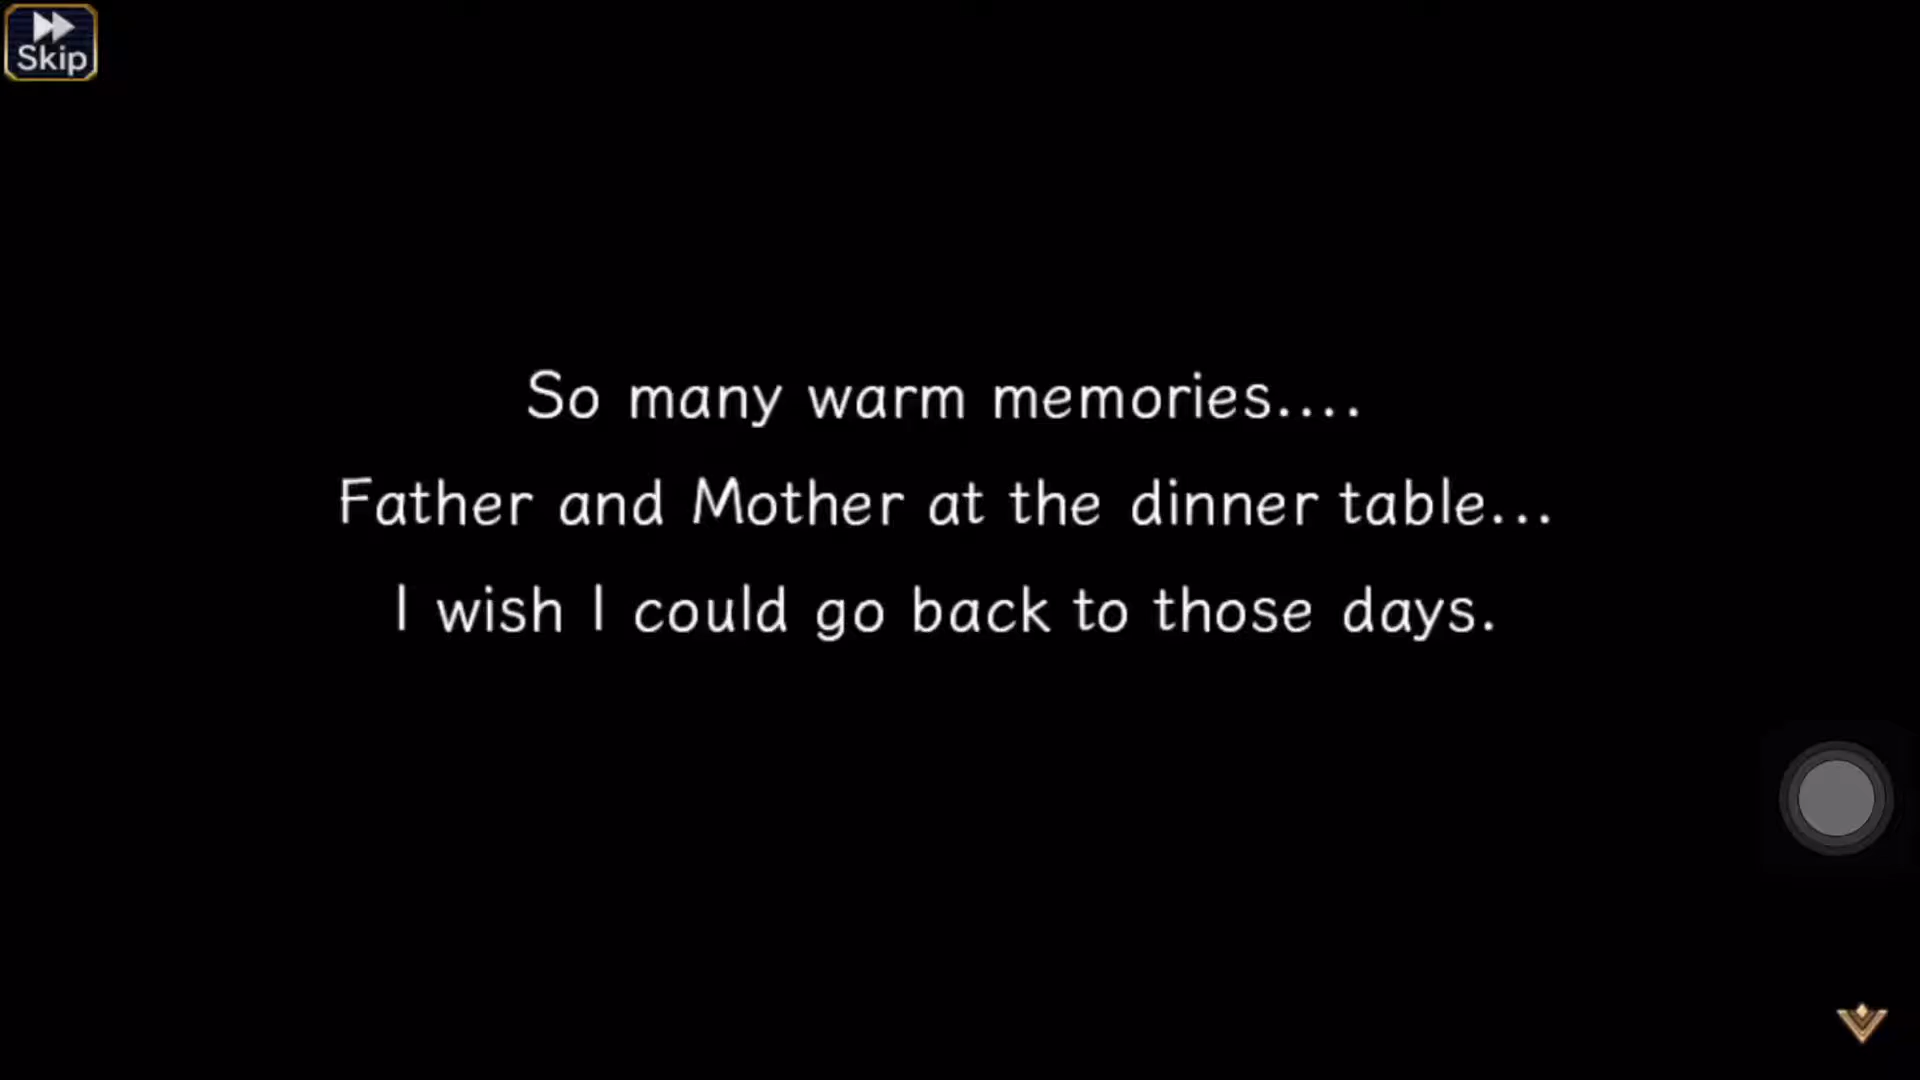 Skip
So many warm memories....
Father and Mother at the dinner table...
I wish I could go back to those days.